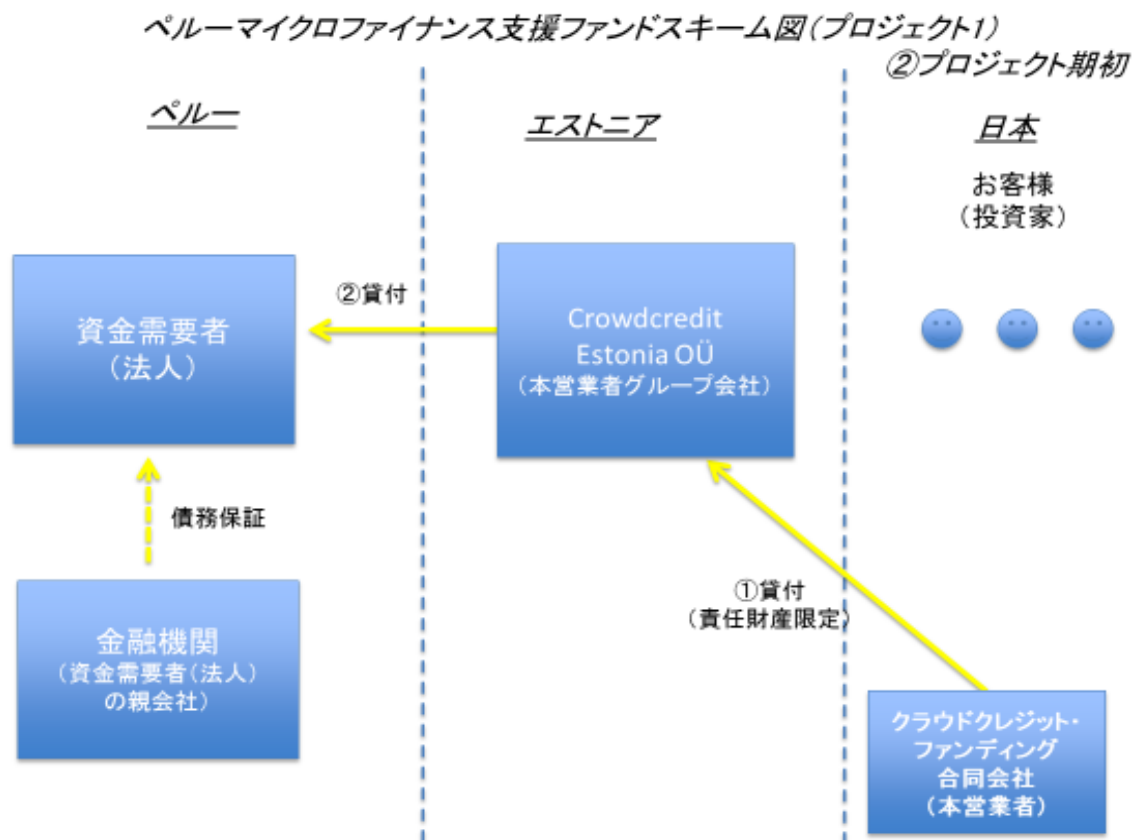 ペルーマイクロファイナンス支援ファンドスキーム図（プロジェクト1）
②プロジェクト期初
ペルー
エストニア
日本
お客様
（投資家）
資金需要者
（法人）
②貸付
Crowdcredit
Estonia OÜ
（本営業者グループ会社）
債務保証
①貸付
（責任財産限定）
金融機関
（資金需要者（法人）
の親会社）
クラウドクレジット・
ファンディング
合同会社
（本営業者）